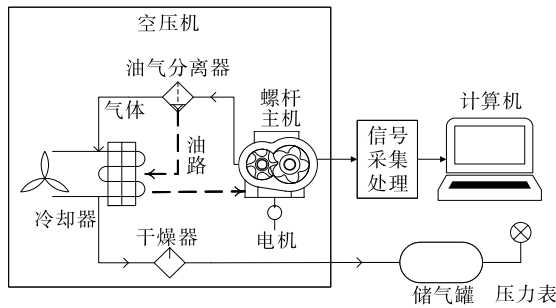 空压机
油气分离器
气体
螺杆
主机
油
路
计算机
信号
采集
处理
冷却器
电机
干燥器
储气罐
压力表